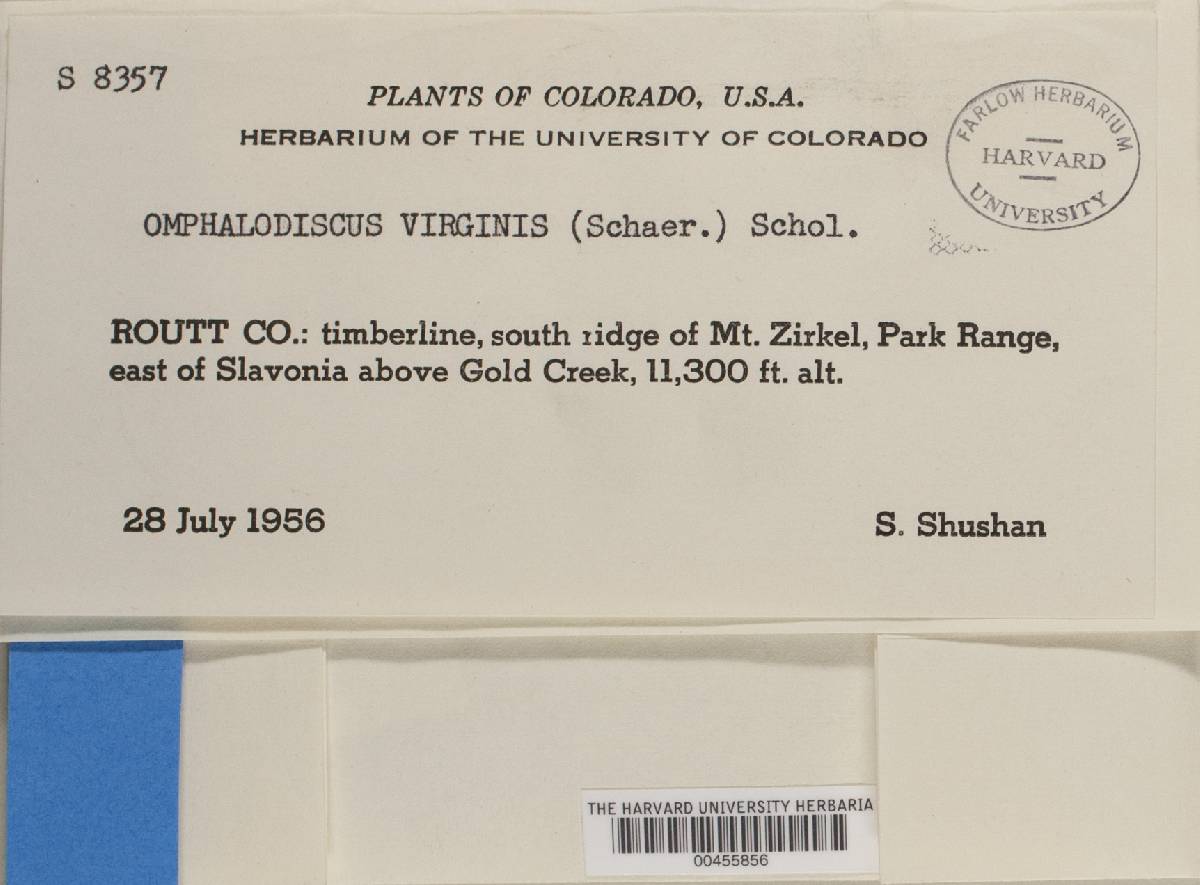 S 8357
PLANTS OF COLORADO, U.S.A.
HERBARIUM OF THE UNIVERSITY OF COLORADO
FARLOW HERBARIUM
HARVARD
UNIVERSITY
OMPHALODISCUS VIRGINIS (Schaer.) Schol.
ROUTT CO.: timberline, south ridge of Mt. Zirkel, Park Range,
east of Slavonia above Gold Creek, 11,300 ft. alt.
28 July 1956
S. Shushan
THE HARVARD UNIVERSITY HERBARIA
00455856